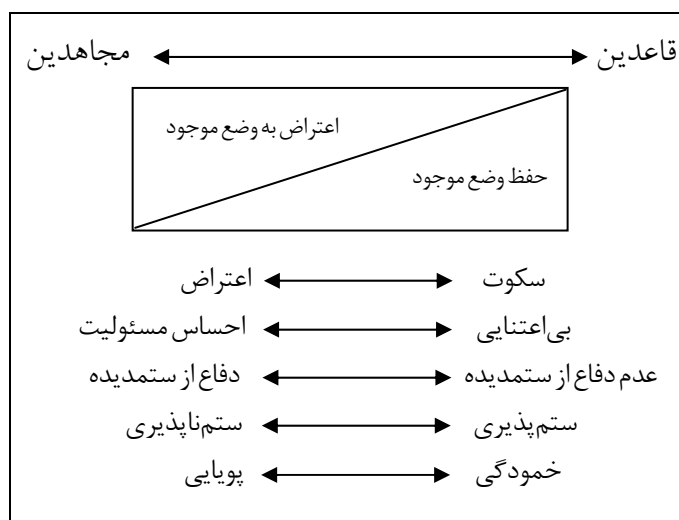 قاعدین مجاهدین
اعتراض به وضع موجود
حفظ وضع موجود
سکوت اعتراض
بی‌اعتنایی احساس مسئولیت
عدم دفاع از ستمدیده دفاع از ستمدیده
ستم‌پذیری ستم‌ناپذیری
خمودگی پویایی